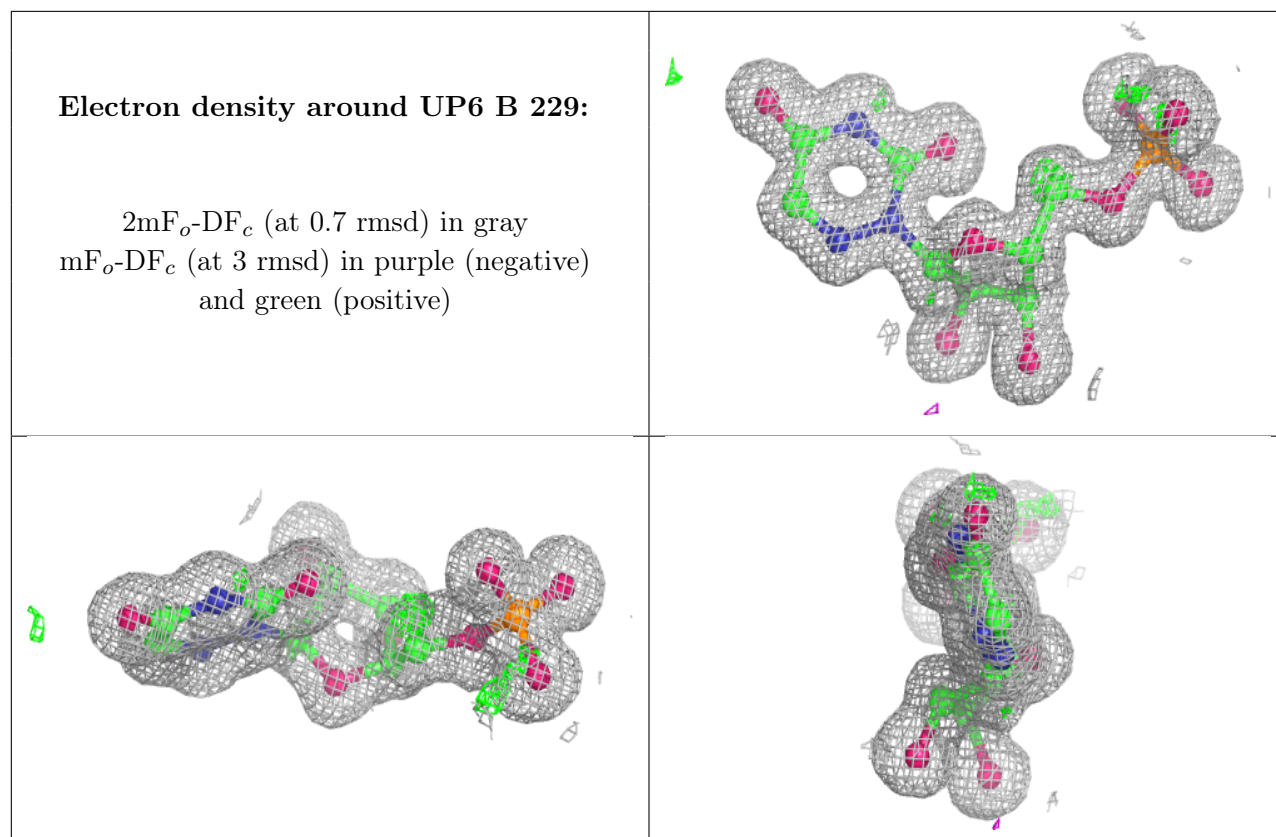 Electron density around UP6 B 229:
2mFo-DFc (at 0.7 rmsd) in gray
mFo-DFc (at 3 rmsd) in purple (negative)
and green (positive)